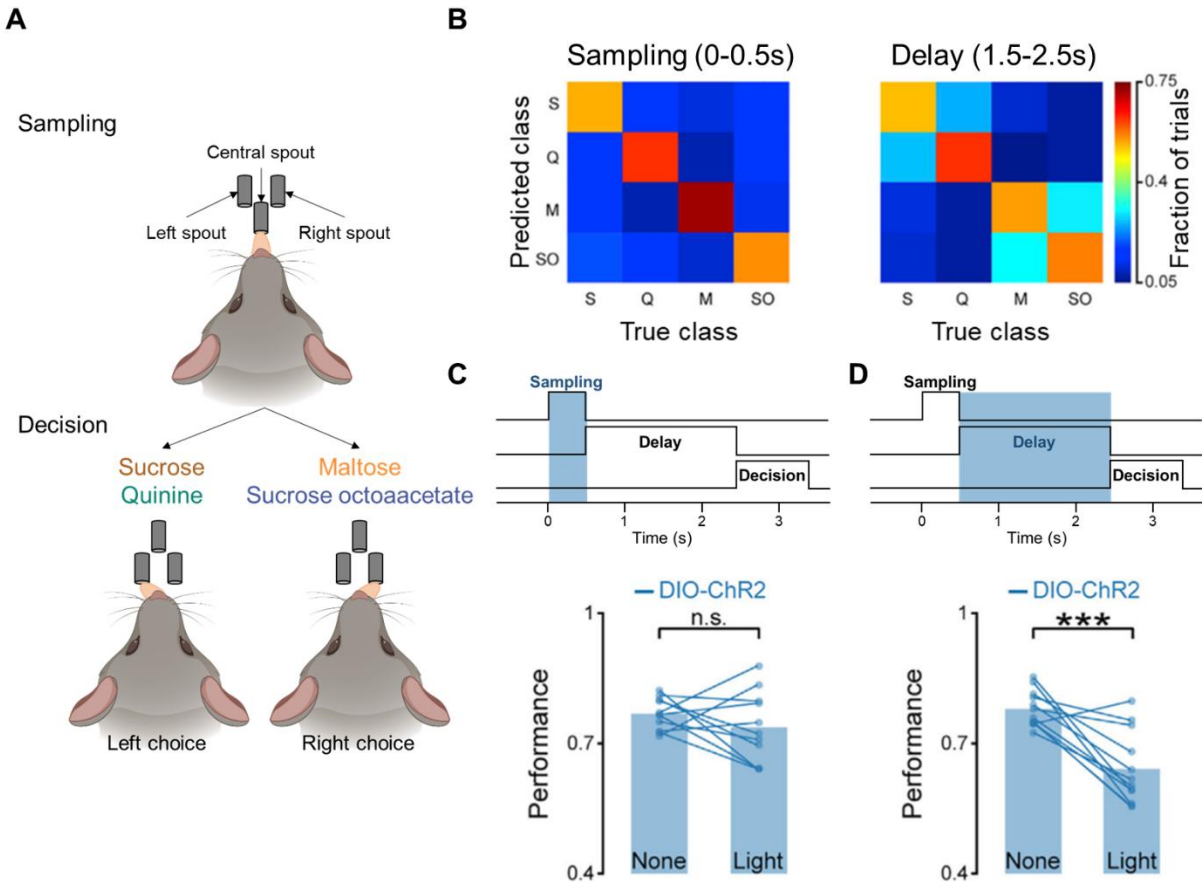 A
Sampling
Central spout
Left spout
Right spout
Decision
Sucrose
Quinine
Maltose
Sucrose octoaacetate
Left choice
Right choice
B
Sampling (0-0.5s)
Delay (1.5-2.5s)
Predicted class
S
Q
M
SO
S Q M SO
True class
S Q M SO
True class
0.75
0.4
0.05
Fraction of trials
C
Sampling
Delay
Decision
0 1 2 3
Time (s)
DIO-ChR2
n.s.
Performance
1
0.7
0.4
None Light
D
Sampling
Delay
Decision
0 1 2 3
Time (s)
DIO-ChR2
***
Performance
1
0.7
0.4
None Light